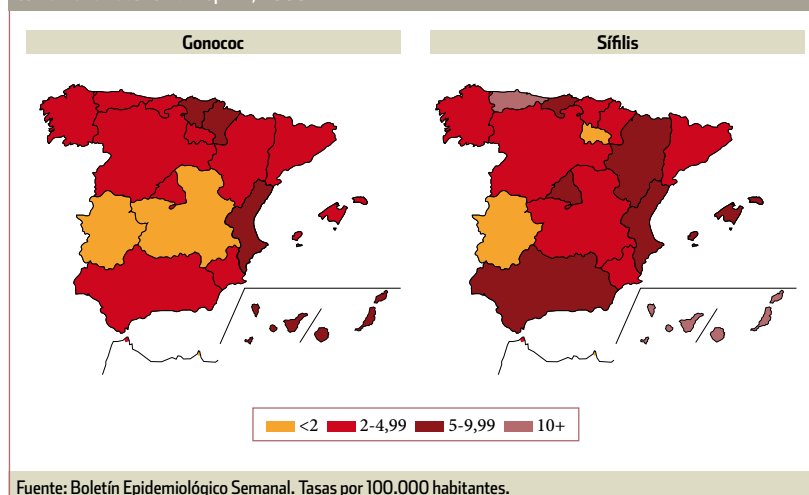 Gonococ
Sífilis
<2 2-4,99 5-9,99 10+
Fuente: Boletín Epidemiológico Semanal. Tasas por 100.000 habitantes.